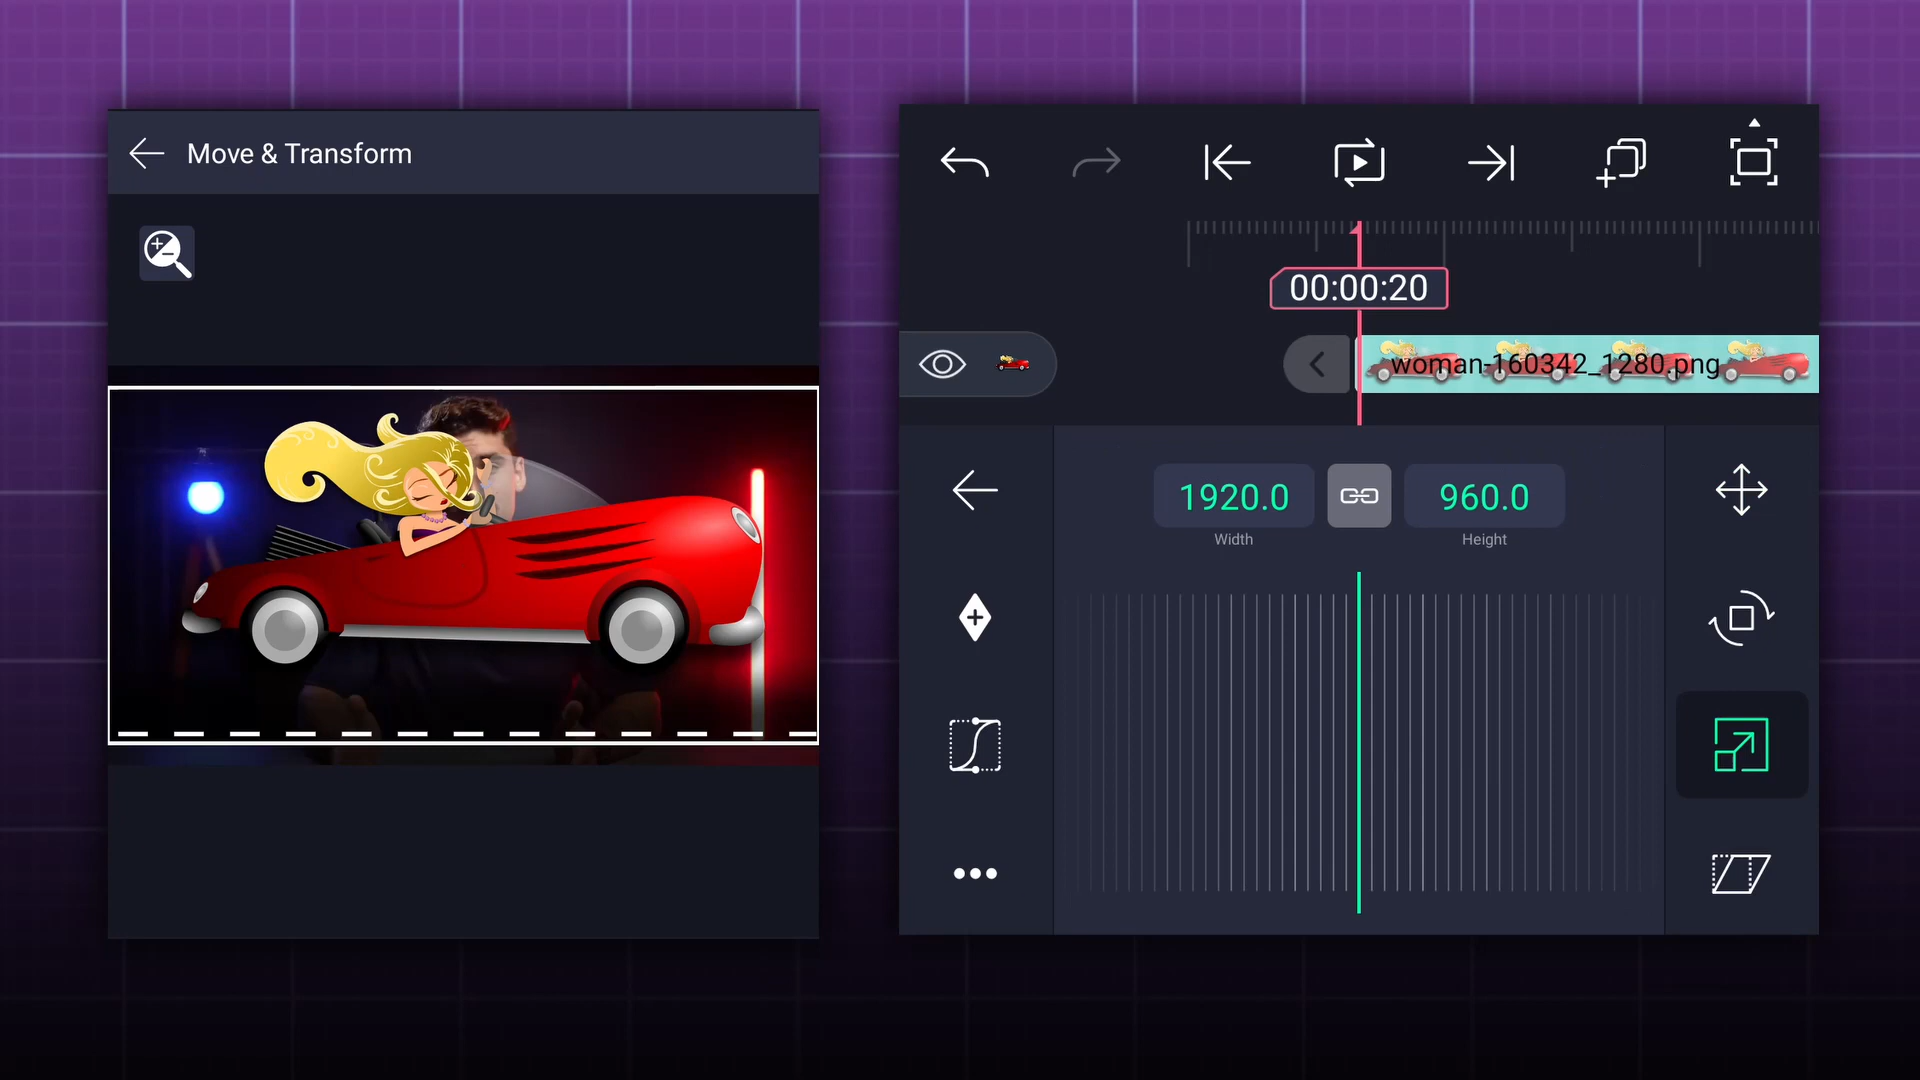 Move & Transform
00:00:20
woman-160342_1280.png
1920.0
960.0
Width
Height